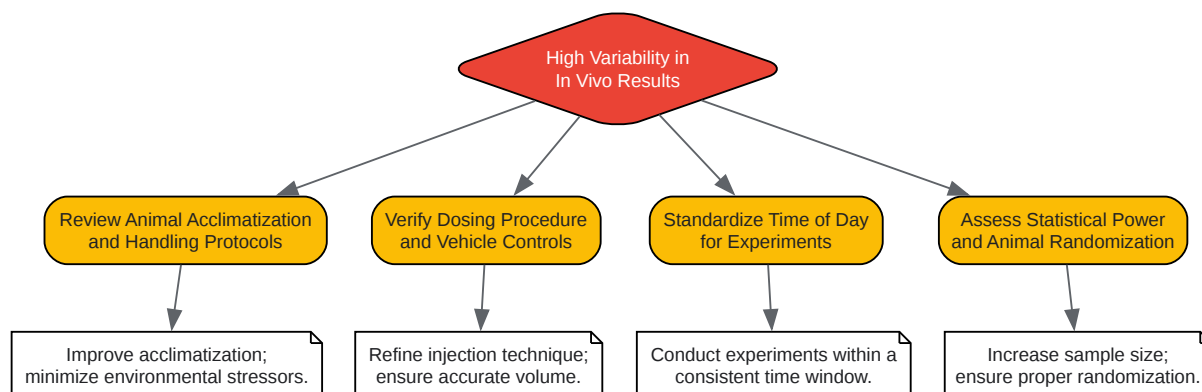 High Variability in
In Vivo Results
Review Animal Acclimatization
and Handling Protocols
Verify Dosing Procedure
and Vehicle Controls
Standardize Time of Day
for Experiments
Assess Statistical Power
and Animal Randomization
Improve acclimatization;
minimize environmental stressors.
Refine injection technique;
ensure accurate volume.
Conduct experiments within a
consistent time window.
Increase sample size;
ensure proper randomization.